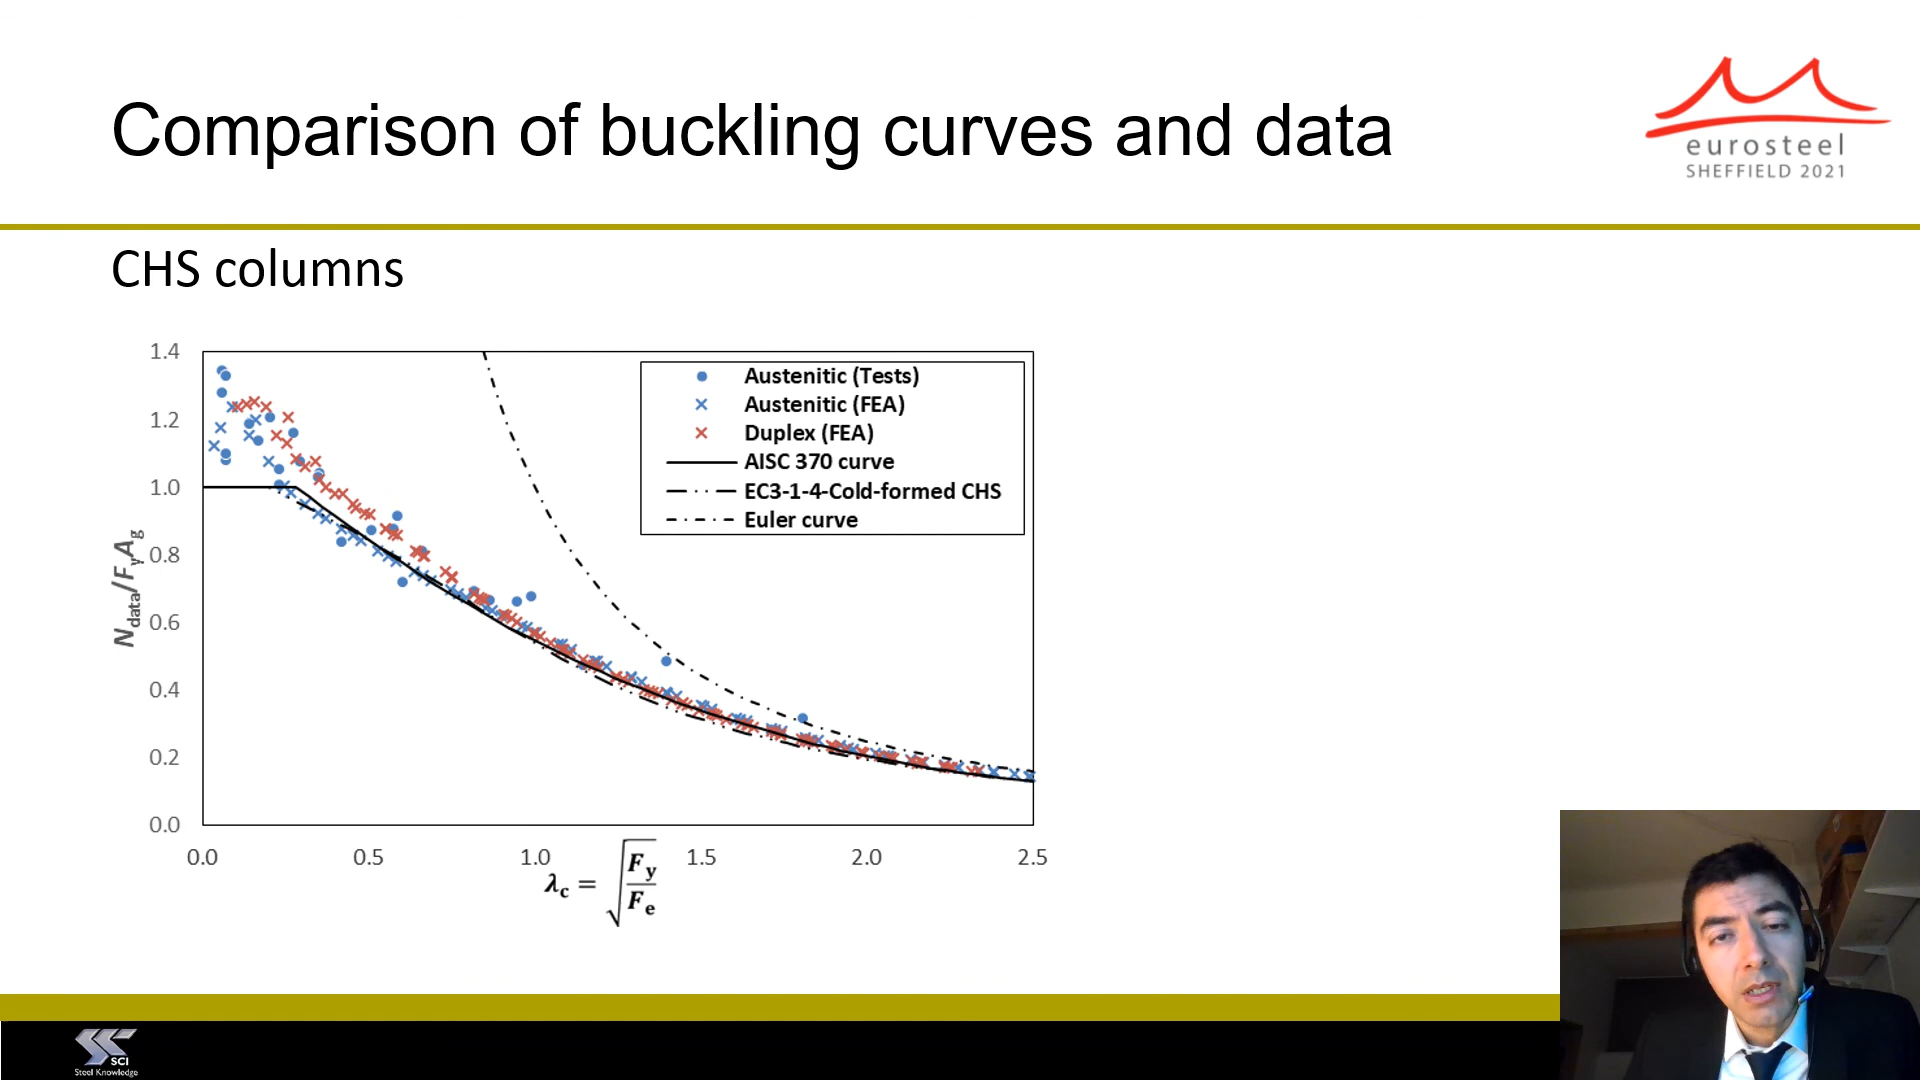 Comparison of buckling curves and data
eurosteel
SHEFFIELD 2021
CHS columns
1.4
1.2
1.0
0.8
0.6
0.4
0.2
0.0
N_data/F_yA_g
Austenitic (Tests)
Austenitic (FEA)
Duplex (FEA)
AISC 370 curve
EC3-1-4-Cold-formed CHS
Euler curve
0.0 0.5 1.0 1.5 2.0 2.5
λ_c = √(F_y/F_e)
SCI
Steel Knowledge